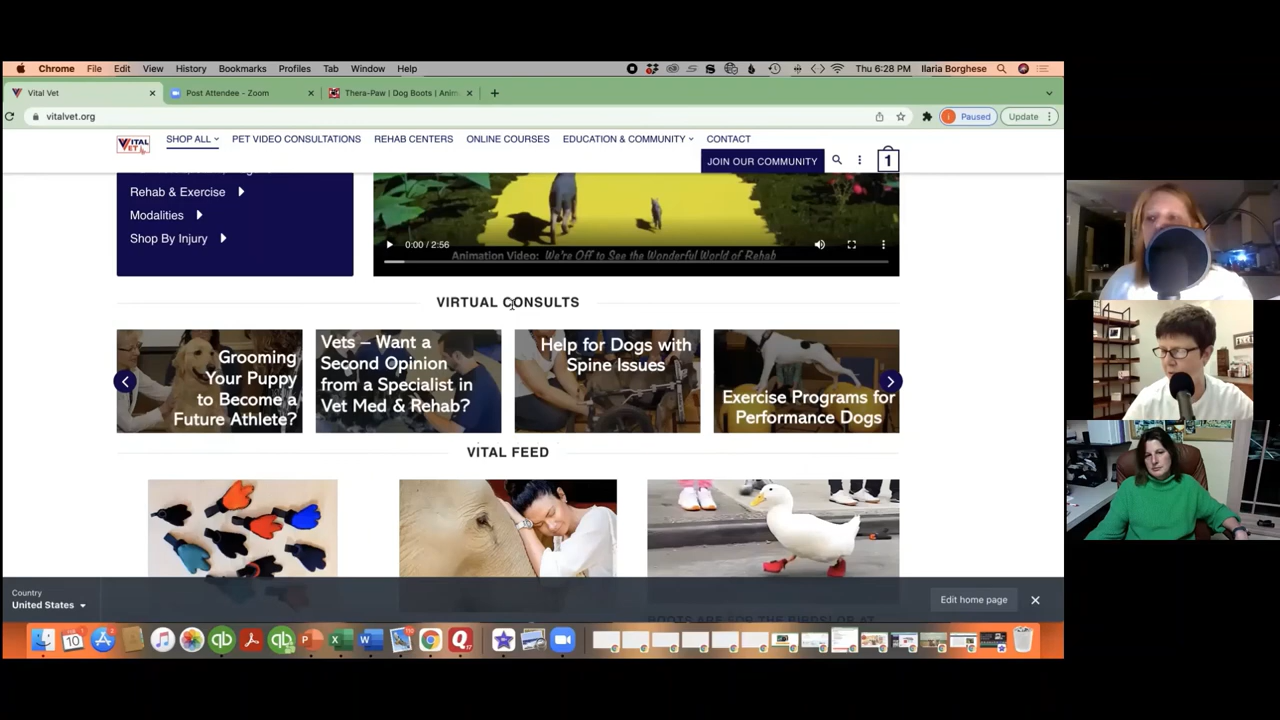 Chrome File Edit View History Bookmarks Profiles Tab Window Help Thu 6:28 PM Ilaria Borghese
Vital Vet Post Attendee - Zoom Thera-Paw | Dog Boots | Anim
vitalvet.org Paused Update
VITAL VET SHOP ALL PET VIDEO CONSULTATIONS REHAB CENTERS ONLINE COURSES EDUCATION & COMMUNITY CONTACT
JOIN OUR COMMUNITY 1
Rehab & Exercise
Modalities
Shop By Injury
0:00 / 2:56
Animation Video: We're Off to See the Wonderful World of Rehab
VIRTUAL CONSULTS
Grooming
Your Puppy
to Become a
Future Athlete?
Vets – Want a
Second Opinion
from a Specialist in
Vet Med & Rehab?
Help for Dogs with
Spine Issues
Exercise Programs for
Performance Dogs
VITAL FEED
Country
United States
Edit home page